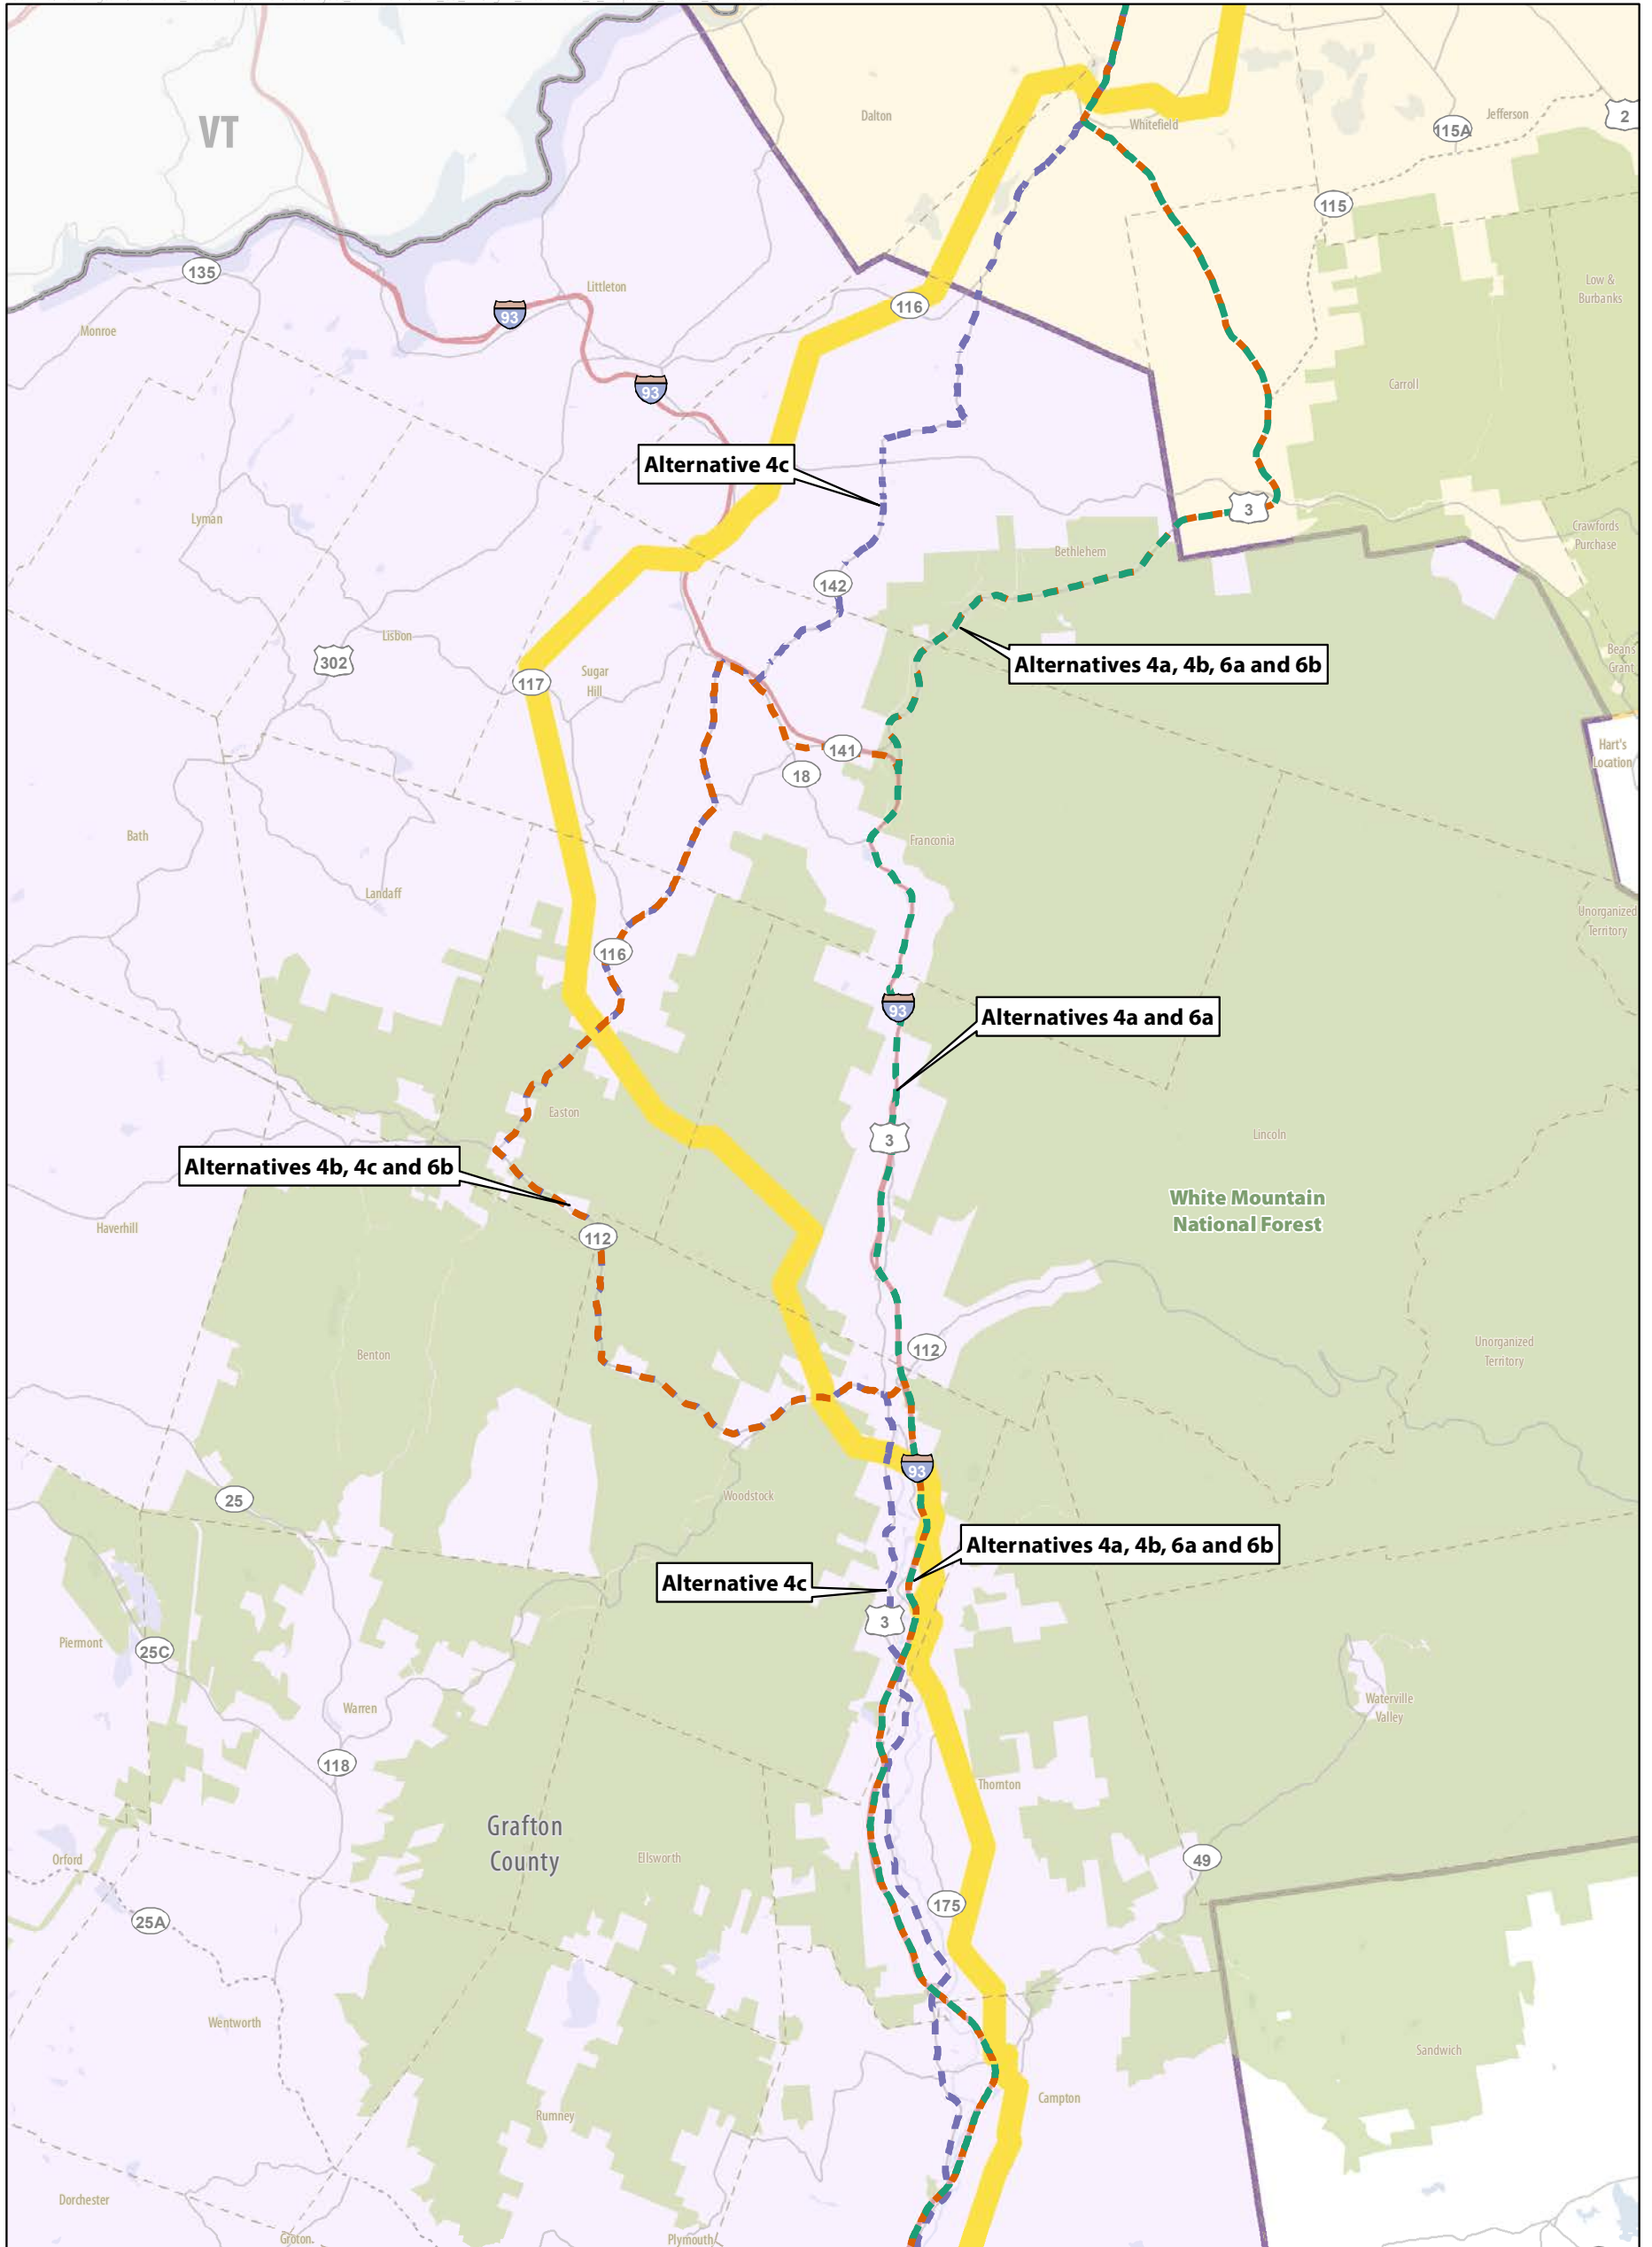 Dalton
Whitefield
Jefferson
2
115A
VT
115
135
Littleton
Low &
Burbanks
116
93
Monroe
93
Carroll
Alternative 4c
3
Lyman
Crawfords
Purchase
Bethlehem
142
Lisbon
302
Alternatives 4a, 4b, 6a and 6b
Beans
Grant
117
Sugar
Hill
141
18
Hart's
Location
Bath
Franconia
Landaff
Unorganized
Territory
116
93
Alternatives 4a and 6a
Easton
3
Lincoln
Alternatives 4b, 4c and 6b
White Mountain
National Forest
Haverhill
112
112
Unorganized
Territory
Benton
93
25
Woodstock
Alternatives 4a, 4b, 6a and 6b
Alternative 4c
3
Piermont
25C
Warren
Waterville
Valley
118
Thornton
Grafton
County
Orford
Ellsworth
49
175
25A
Wentworth
Sandwich
Campton
Rumney
Dorchester
Groton
Plymouth